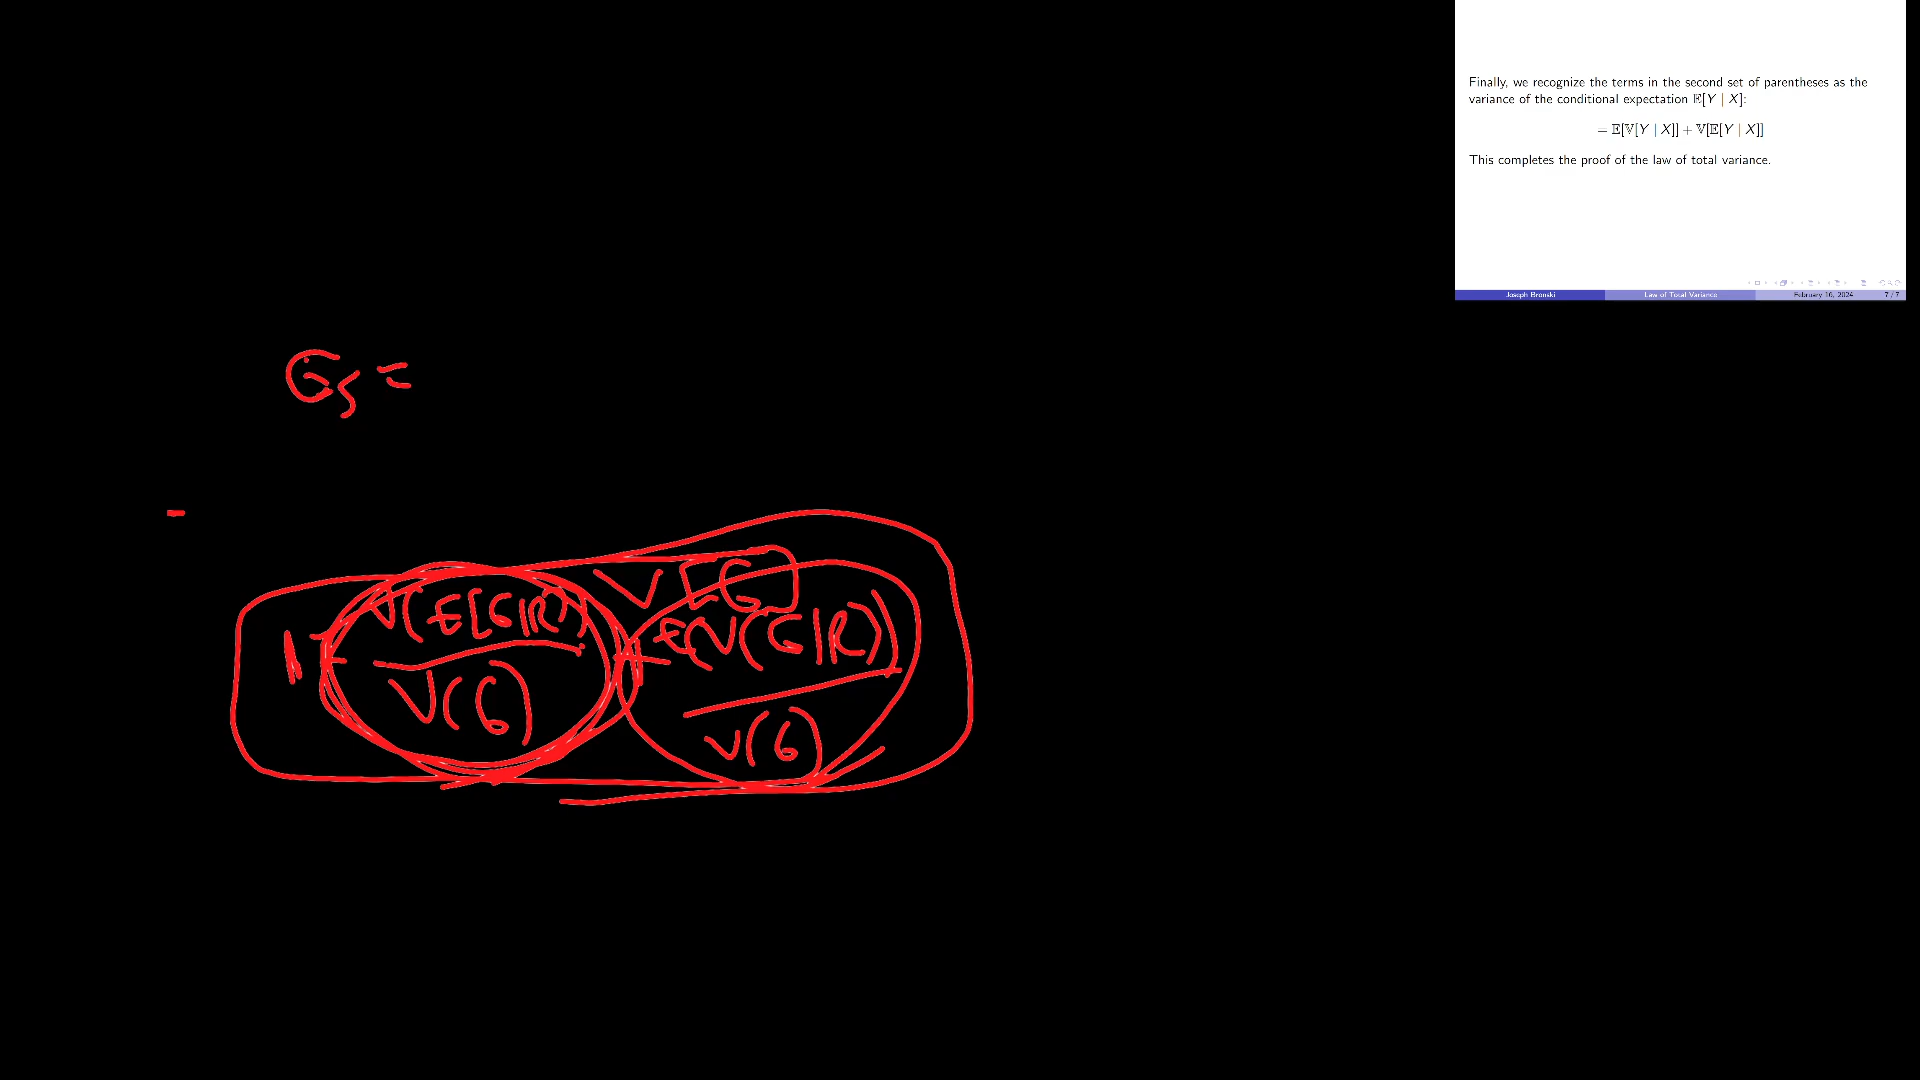 Finally, we recognize the terms in the second set of parentheses as the
variance of the conditional expectation 𝔼[Y | X]:
= 𝔼[𝕍[Y | X]] + 𝕍[𝔼[Y | X]]
This completes the proof of the law of total variance.
Joseph Bronski Law of Total Variance February 16, 2024 7 / 7
G =
V[G]
1 = V(E[G|R]) / V(G) + E(V(G|R)) / V(G)